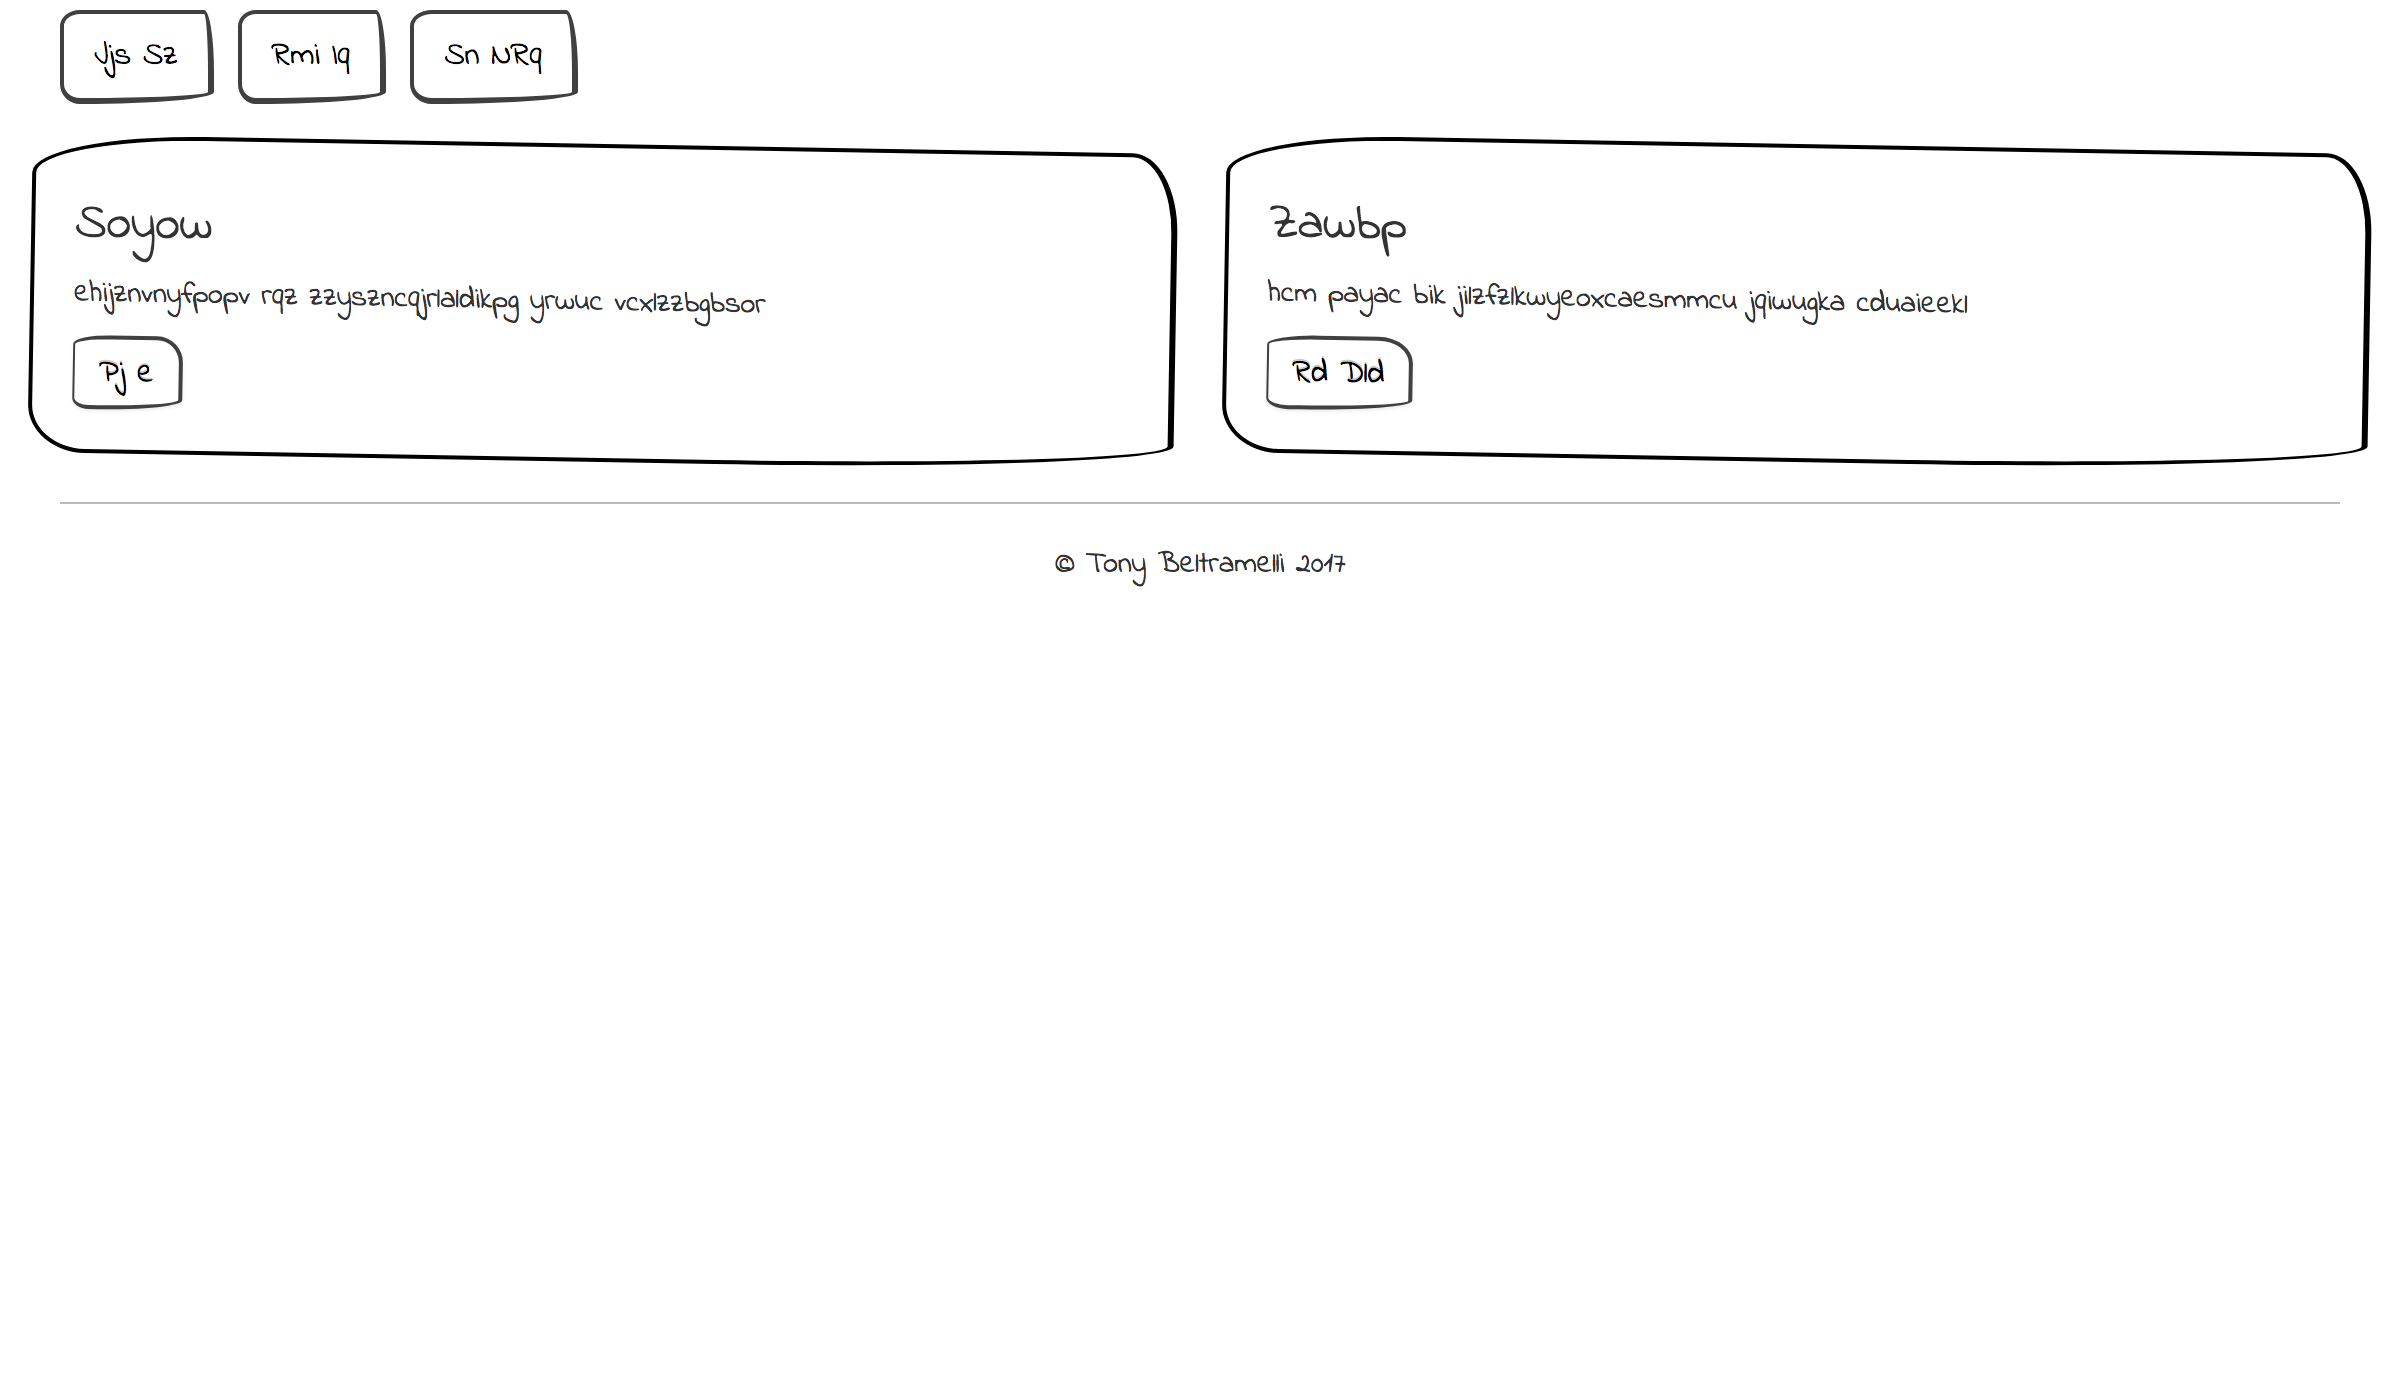 Jjs Sz
Rmi Iq
Sn NRq
Soyow
ehijznvnyfpopv rqz zzyszncqjrlaldikpg yrwuc vcxlzzbgbsor
Pj e
Zawbp
hcm payac bik jilzfzlkwyeoxcaesmmcu jqiwugka cduaieekl
Rd Dld
© Tony Beltramelli 2017